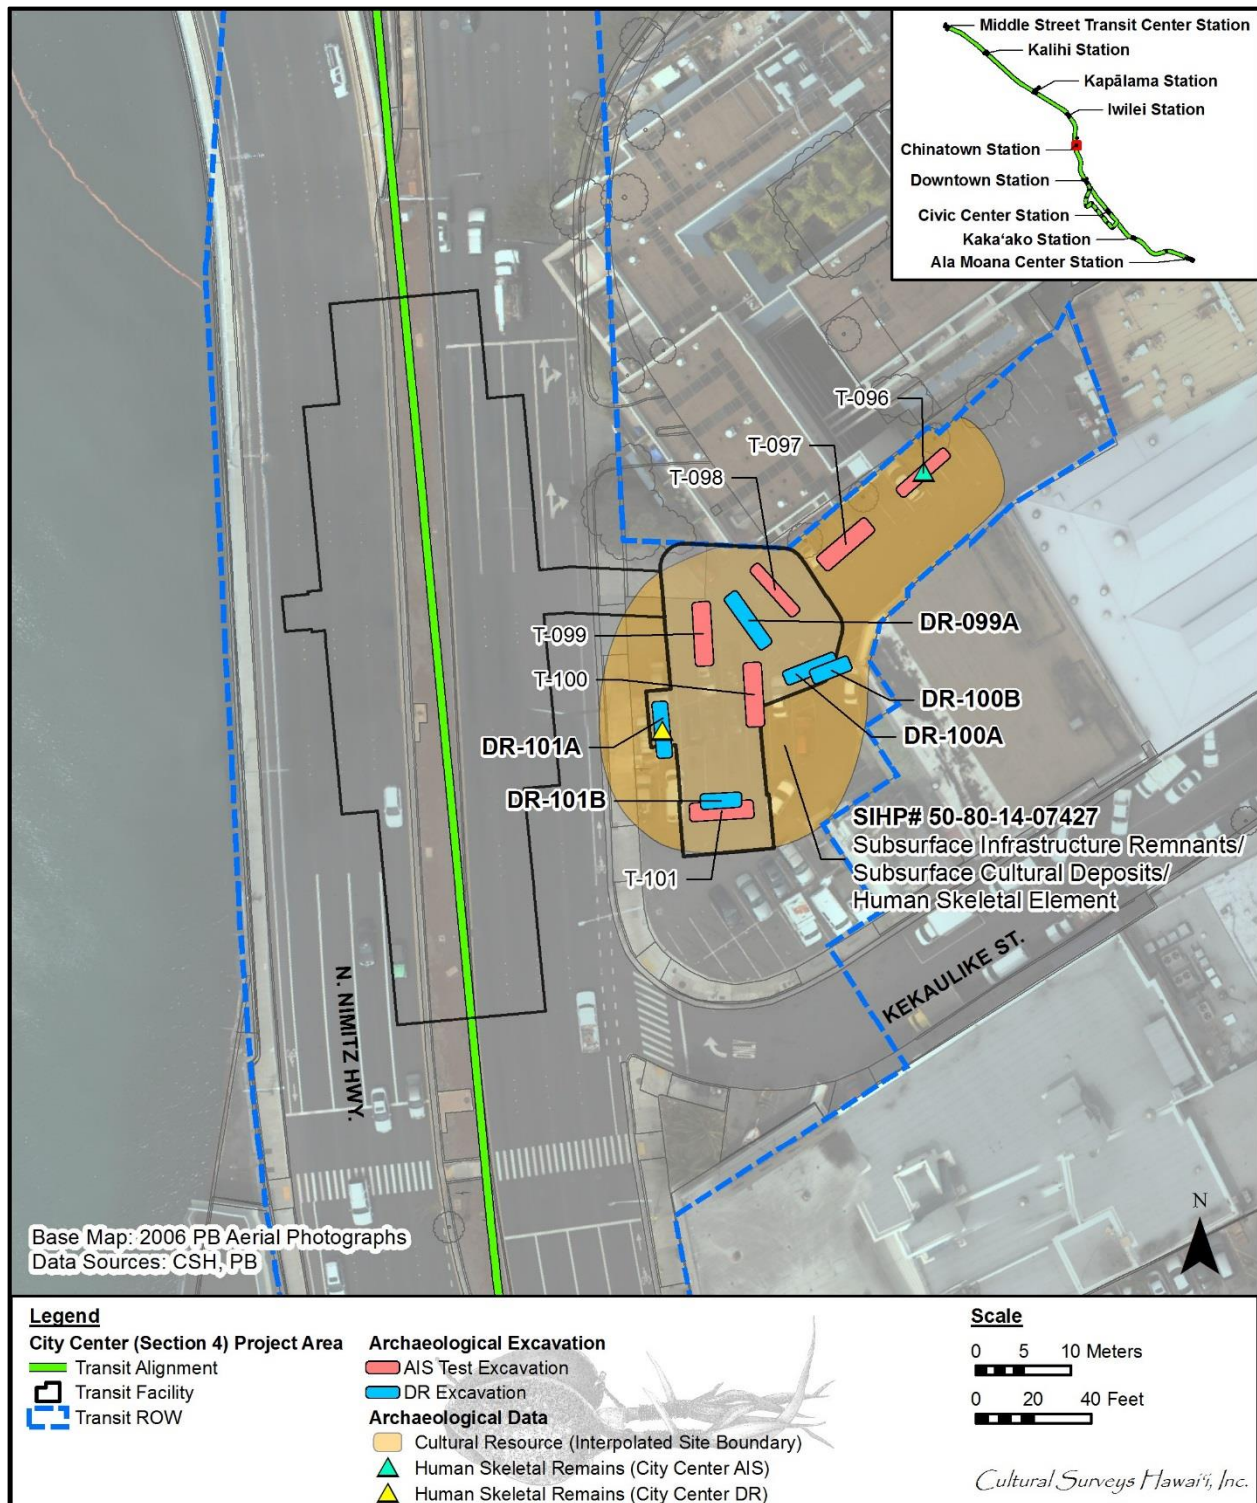 Middle Street Transit Center Station
Kalihi Station
Kapālama Station
Iwilei Station
Chinatown Station
Downtown Station
Civic Center Station
Kaka‘ako Station
Ala Moana Center Station
T-096
T-097
T-098
T-099
DR-099A
T-100
DR-100B
DR-101A
DR-100A
DR-101B
SIHP# 50-80-14-07427
Subsurface Infrastructure Remnants/
Subsurface Cultural Deposits/
Human Skeletal Element
T-101
KEKAULIKE ST.
N. NIMITZ HWY.
ONLY
N
Base Map: 2006 PB Aerial Photographs
Data Sources: CSH, PB
Legend
City Center (Section 4) Project Area
Transit Alignment
Transit Facility
Transit ROW
Archaeological Excavation
AIS Test Excavation
DR Excavation
Archaeological Data
Cultural Resource (Interpolated Site Boundary)
Human Skeletal Remains (City Center AIS)
Human Skeletal Remains (City Center DR)
Scale
0 5 10 Meters
0 20 40 Feet
Cultural Surveys Hawai‘i, Inc.